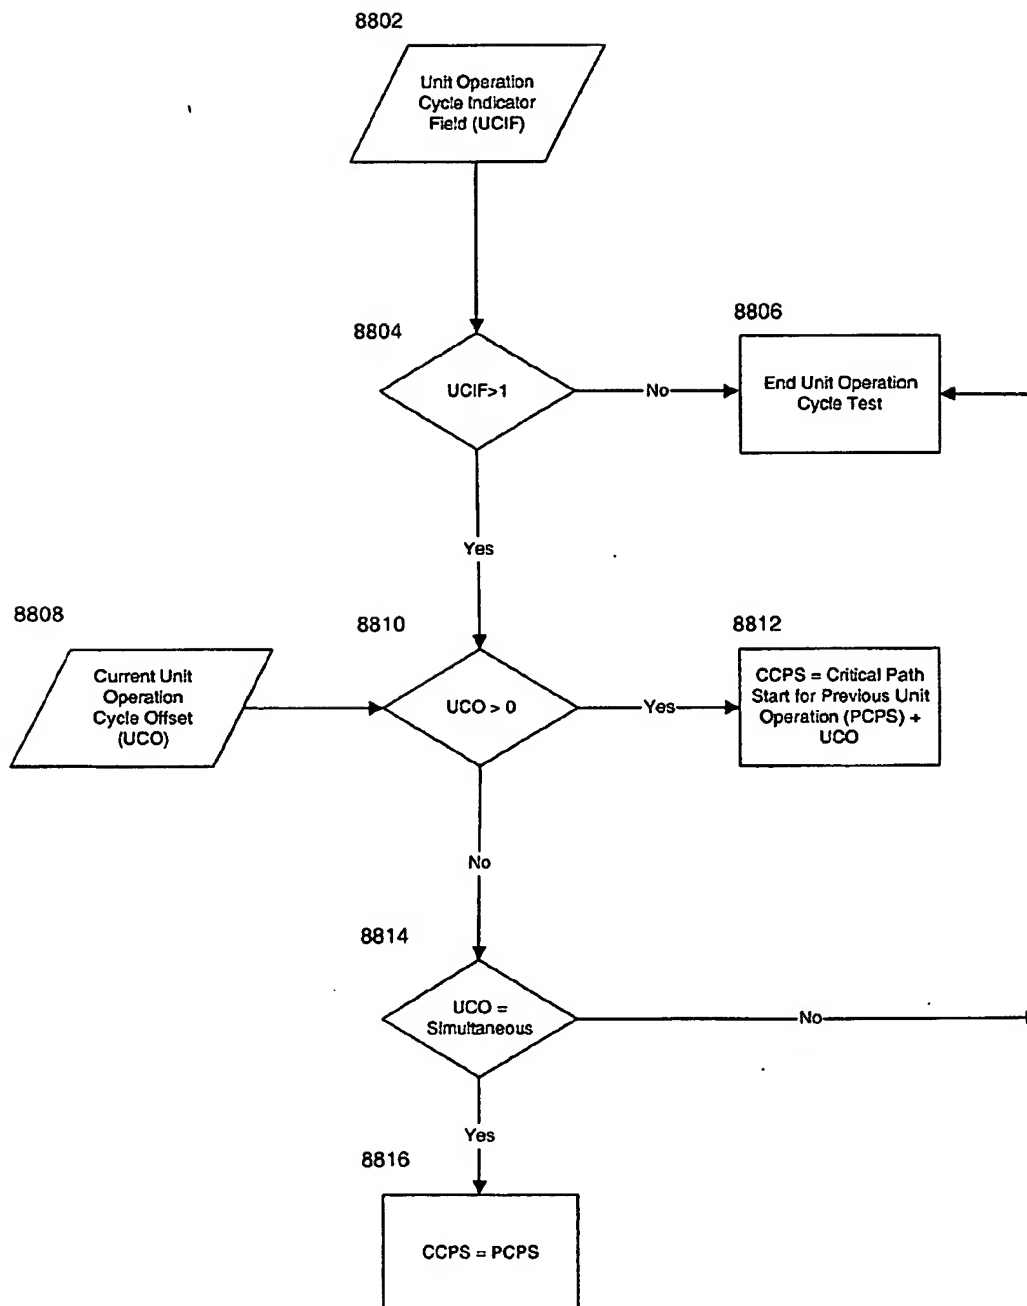 8802
Unit Operation
Cycle Indicator
Field (UCIF)
8804
UCIF>1
No
8806
End Unit Operation
Cycle Test
Yes
8808
Current Unit
Operation
Cycle Offset
(UCO)
8810
UCO > 0
Yes
8812
CCPS = Critical Path
Start for Previous Unit
Operation (PCPS) +
UCO
No
8814
UCO =
Simultaneous
No
Yes
8816
CCPS = PCPS